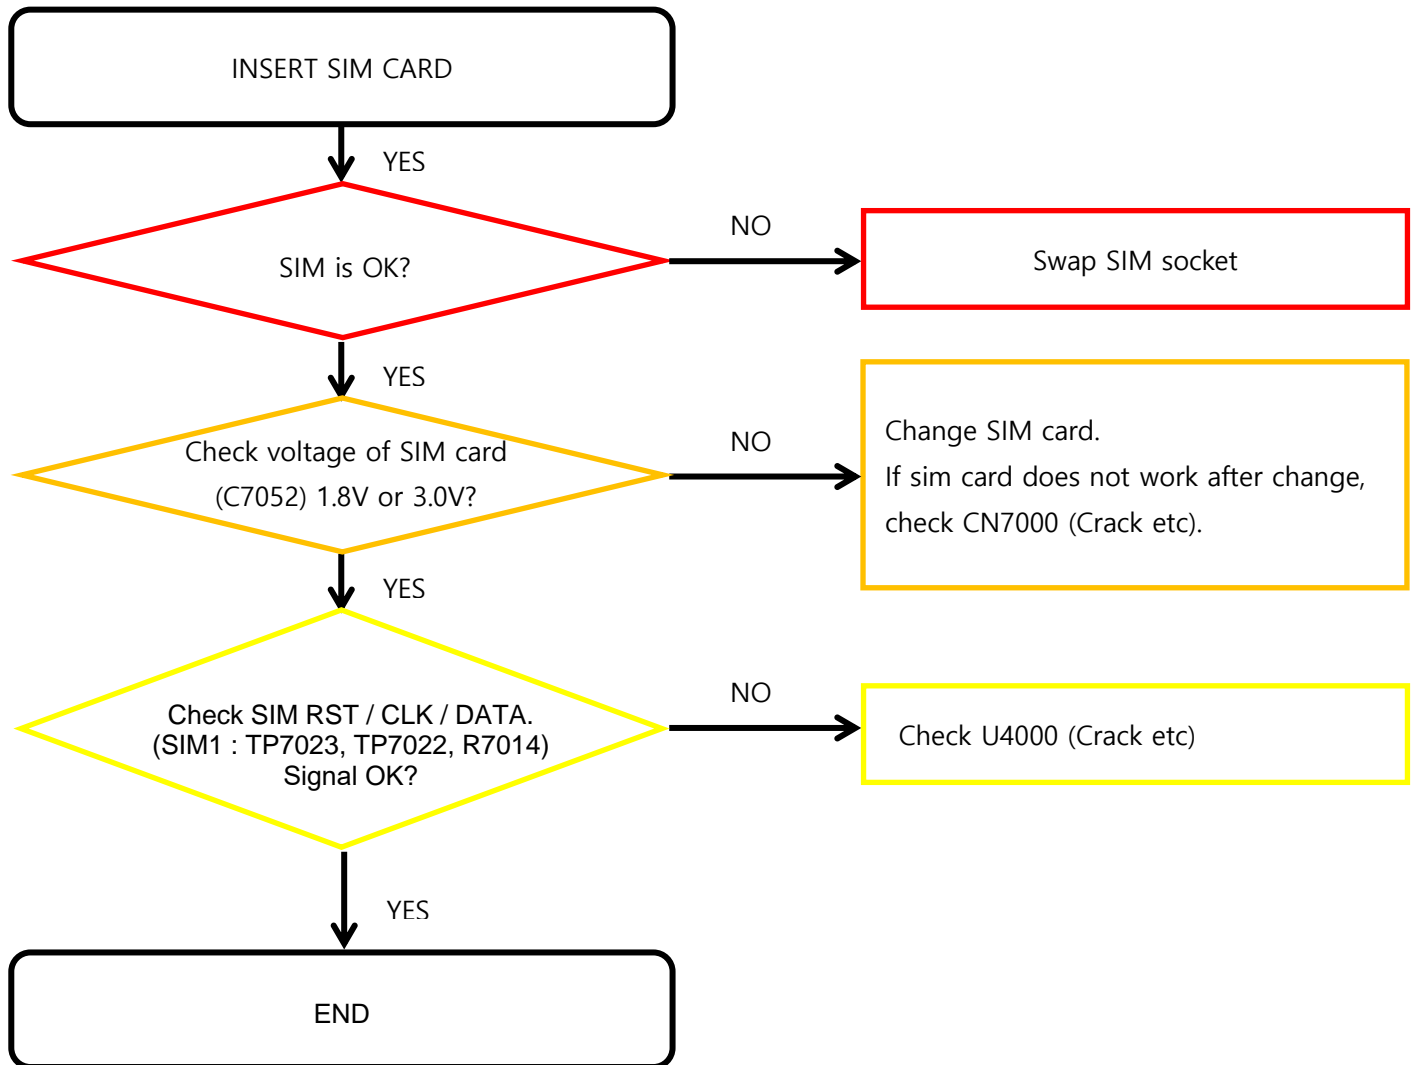 INSERT SIM CARD
YES
SIM is OK?
NO
Swap SIM socket
YES
Check voltage of SIM card
(C7052) 1.8V or 3.0V?
NO
Change SIM card.
If sim card does not work after change,
check CN7000 (Crack etc).
YES
Check SIM RST / CLK / DATA.
(SIM1 : TP7023, TP7022, R7014)
Signal OK?
NO
Check U4000 (Crack etc)
YES
END